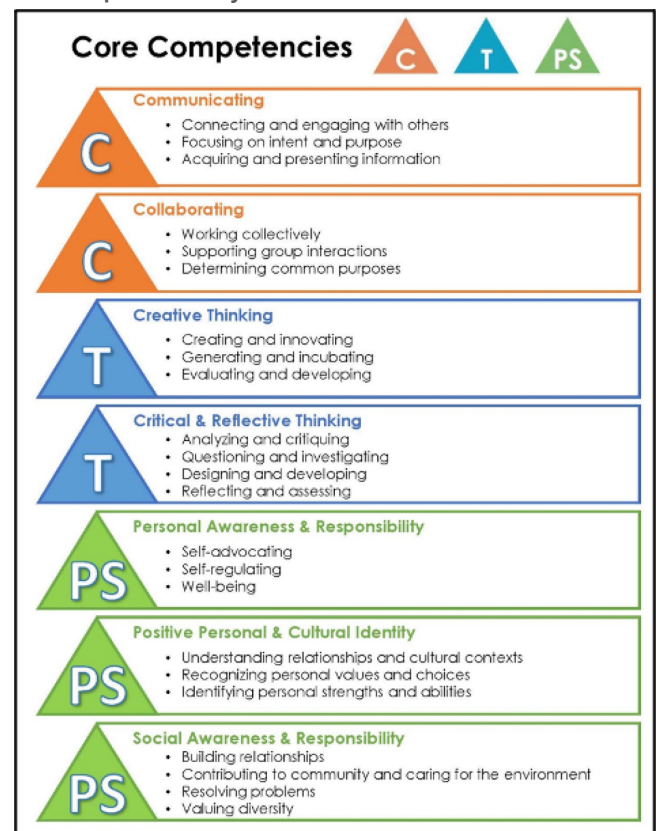 Core Competencies C T PS
Communicating
• Connecting and engaging with others
• Focusing on intent and purpose
• Acquiring and presenting information
C
Collaborating
• Working collectively
• Supporting group interactions
• Determining common purposes
C
Creative Thinking
• Creating and innovating
• Generating and incubating
• Evaluating and developing
T
Critical & Reflective Thinking
• Analyzing and critiquing
• Questioning and investigating
• Designing and developing
• Reflecting and assessing
T
Personal Awareness & Responsibility
• Self-advocating
• Self-regulating
• Well-being
PS
Positive Personal & Cultural Identity
• Understanding relationships and cultural contexts
• Recognizing personal values and choices
• Identifying personal strengths and abilities
PS
Social Awareness & Responsibility
• Building relationships
• Contributing to community and caring for the environment
• Resolving problems
• Valuing diversity
PS